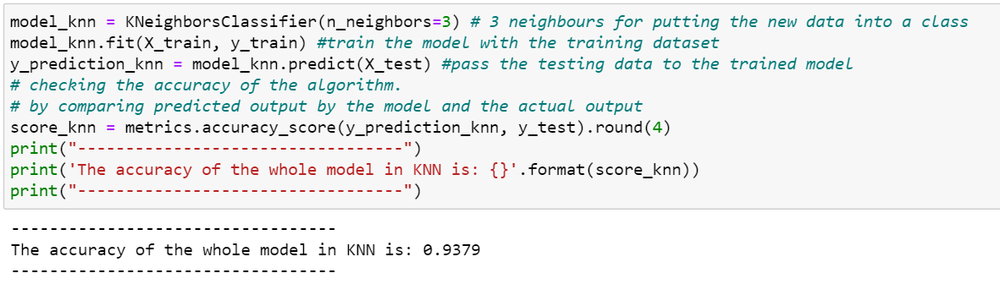 model_knn = KNeighborsClassifier(n_neighbors=3) # 3 neighbours for putting the new data into a class
model_knn.fit(X_train, y_train) #train the model with the training dataset
y_prediction_knn = model_knn.predict(X_test) #pass the testing data to the trained model
# checking the accuracy of the algorithm.
# by comparing predicted output by the model and the actual output
score_knn = metrics.accuracy_score(y_prediction_knn, y_test).round(4)
print("----------------------------------")
print('The accuracy of the whole model in KNN is: {}'.format(score_knn))
print("----------------------------------")
----------------------------------
The accuracy of the whole model in KNN is: 0.9379
----------------------------------